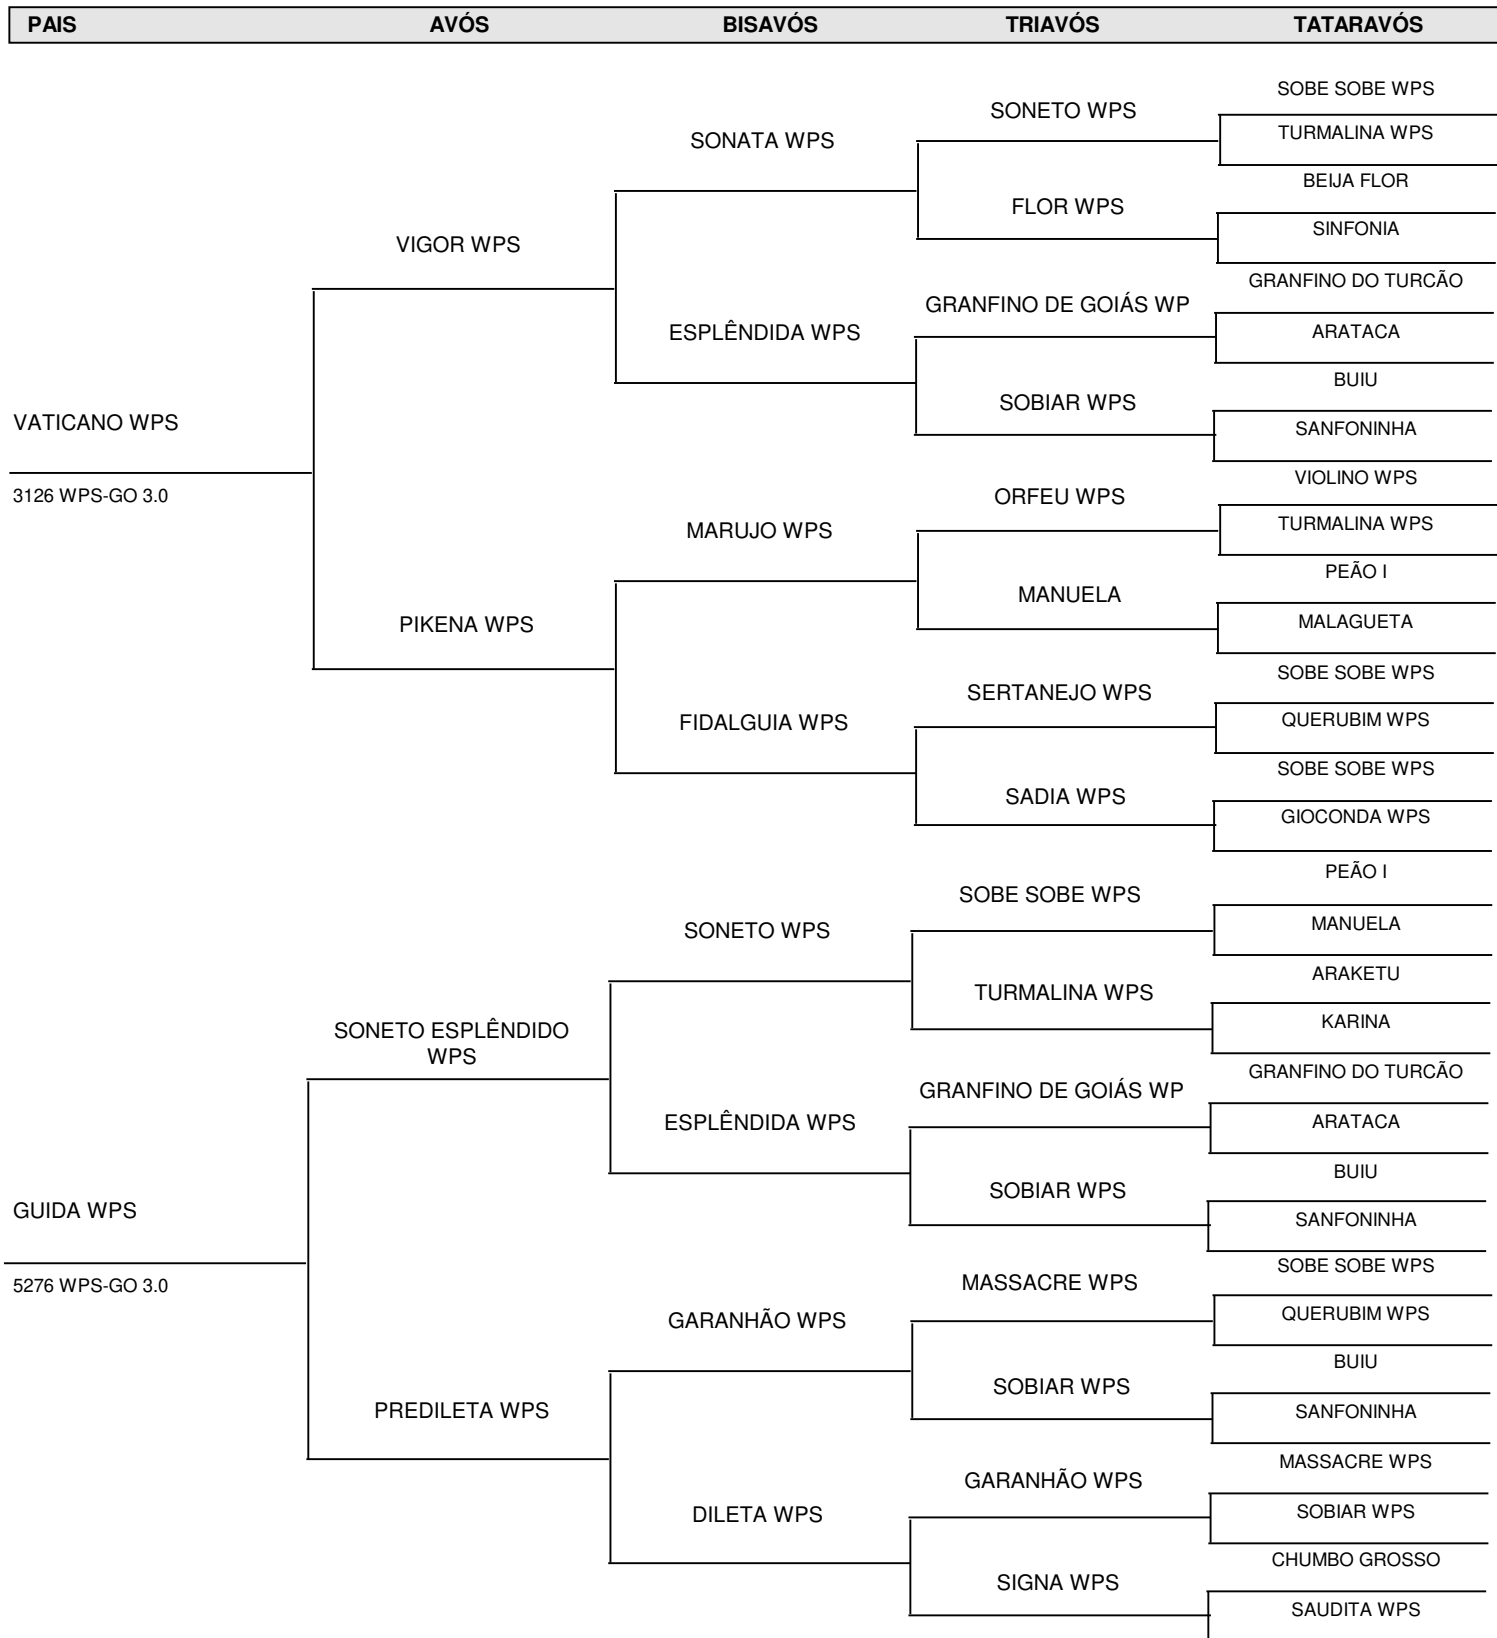 PAIS AVÓS BISAVÓS TRIAVÓS TATARAVÓS
SOBE SOBE WPS
SONETO WPS
TURMALINA WPS
SONATA WPS
BEIJA FLOR
FLOR WPS
SINFONIA
VIGOR WPS
GRANFINO DO TURCÃO
GRANFINO DE GOIÁS WP
ARATACA
ESPLÊNDIDA WPS
BUIU
SOBIAR WPS
SANFONINHA
VATICANO WPS
3126 WPS-GO 3.0
VIOLINO WPS
ORFEU WPS
TURMALINA WPS
MARUJO WPS
PEÃO I
MANUELA
MALAGUETA
PIKENA WPS
SOBE SOBE WPS
SERTANEJO WPS
QUERUBIM WPS
FIDALGUIA WPS
SOBE SOBE WPS
SADIA WPS
GIOCONDA WPS
PEÃO I
SOBE SOBE WPS
MANUELA
SONETO WPS
ARAKETU
TURMALINA WPS
KARINA
SONETO ESPLÊNDIDO
WPS
GRANFINO DO TURCÃO
GRANFINO DE GOIÁS WP
ARATACA
ESPLÊNDIDA WPS
BUIU
SOBIAR WPS
SANFONINHA
GUIDA WPS
5276 WPS-GO 3.0
SOBE SOBE WPS
MASSACRE WPS
QUERUBIM WPS
GARANHÃO WPS
BUIU
SOBIAR WPS
SANFONINHA
PREDILETA WPS
MASSACRE WPS
GARANHÃO WPS
SOBIAR WPS
DILETA WPS
CHUMBO GROSSO
SIGNA WPS
SAUDITA WPS